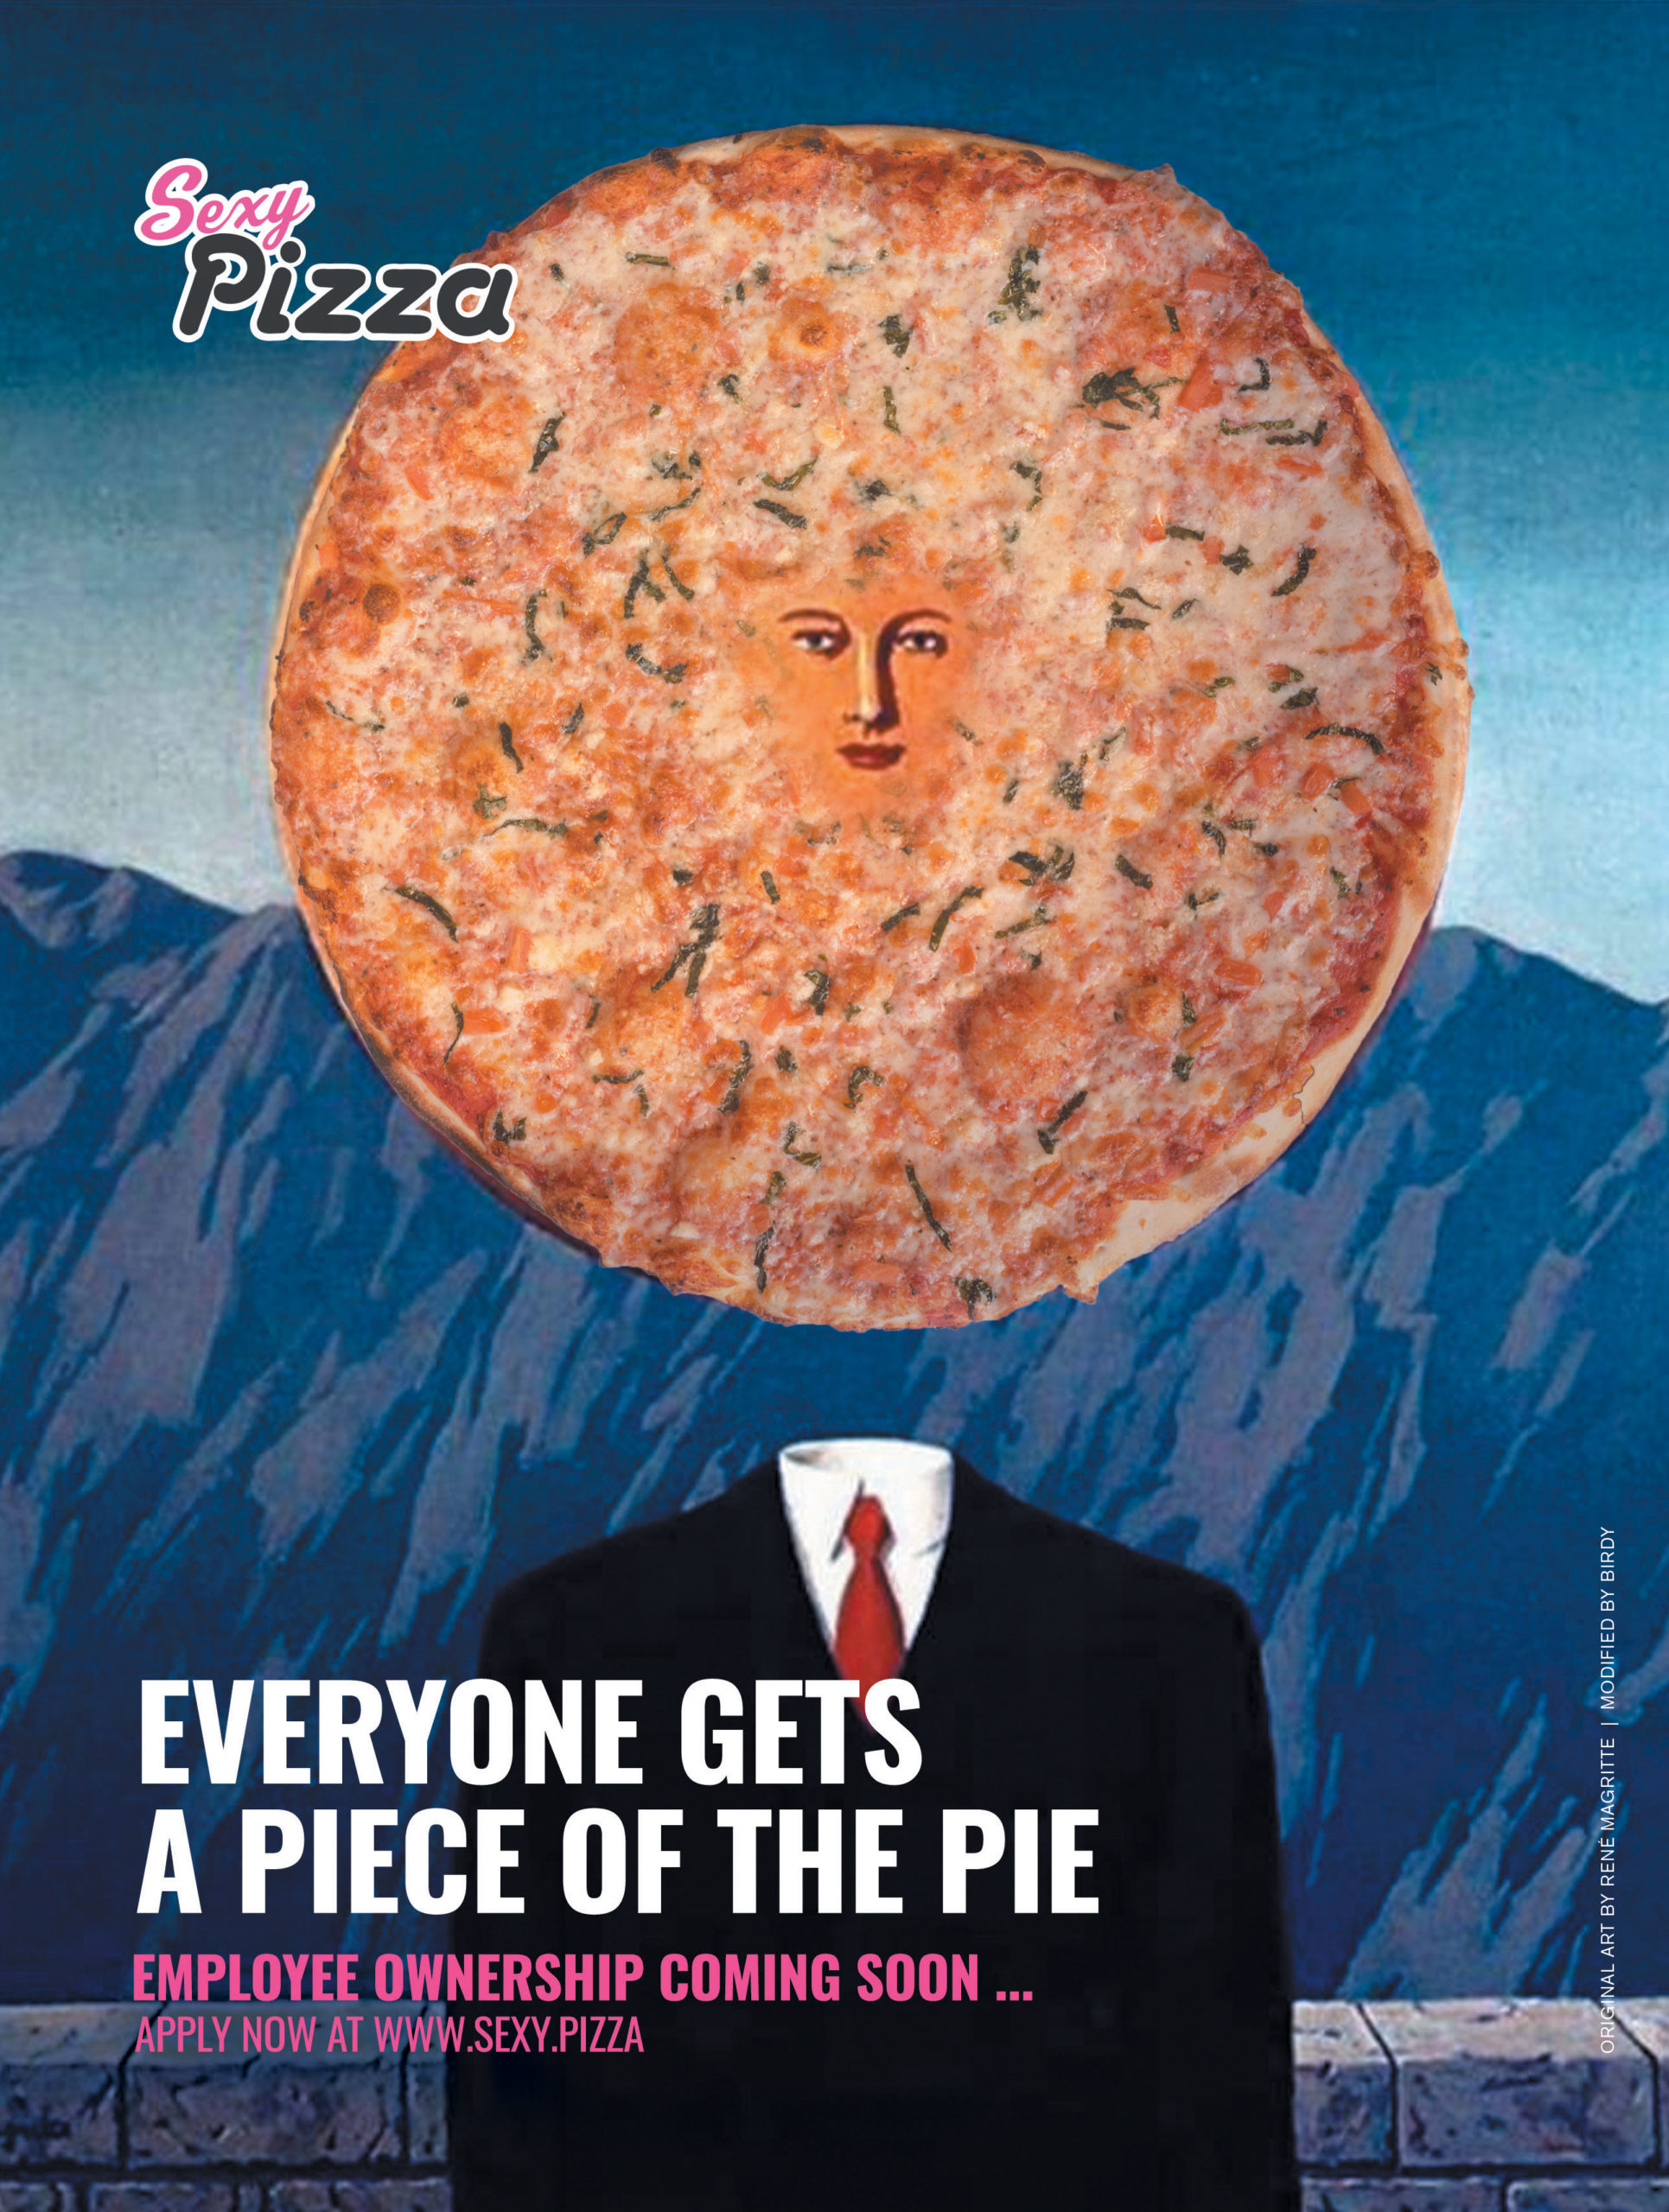 Sexy
Pizza
EVERYONE GETS
A PIECE OF THE PIE
EMPLOYEE OWNERSHIP COMING SOON ...
APPLY NOW AT WWW.SEXY.PIZZA
ORIGINAL ART BY RENÉ MAGRITTE | MODIFIED BY BIRDY